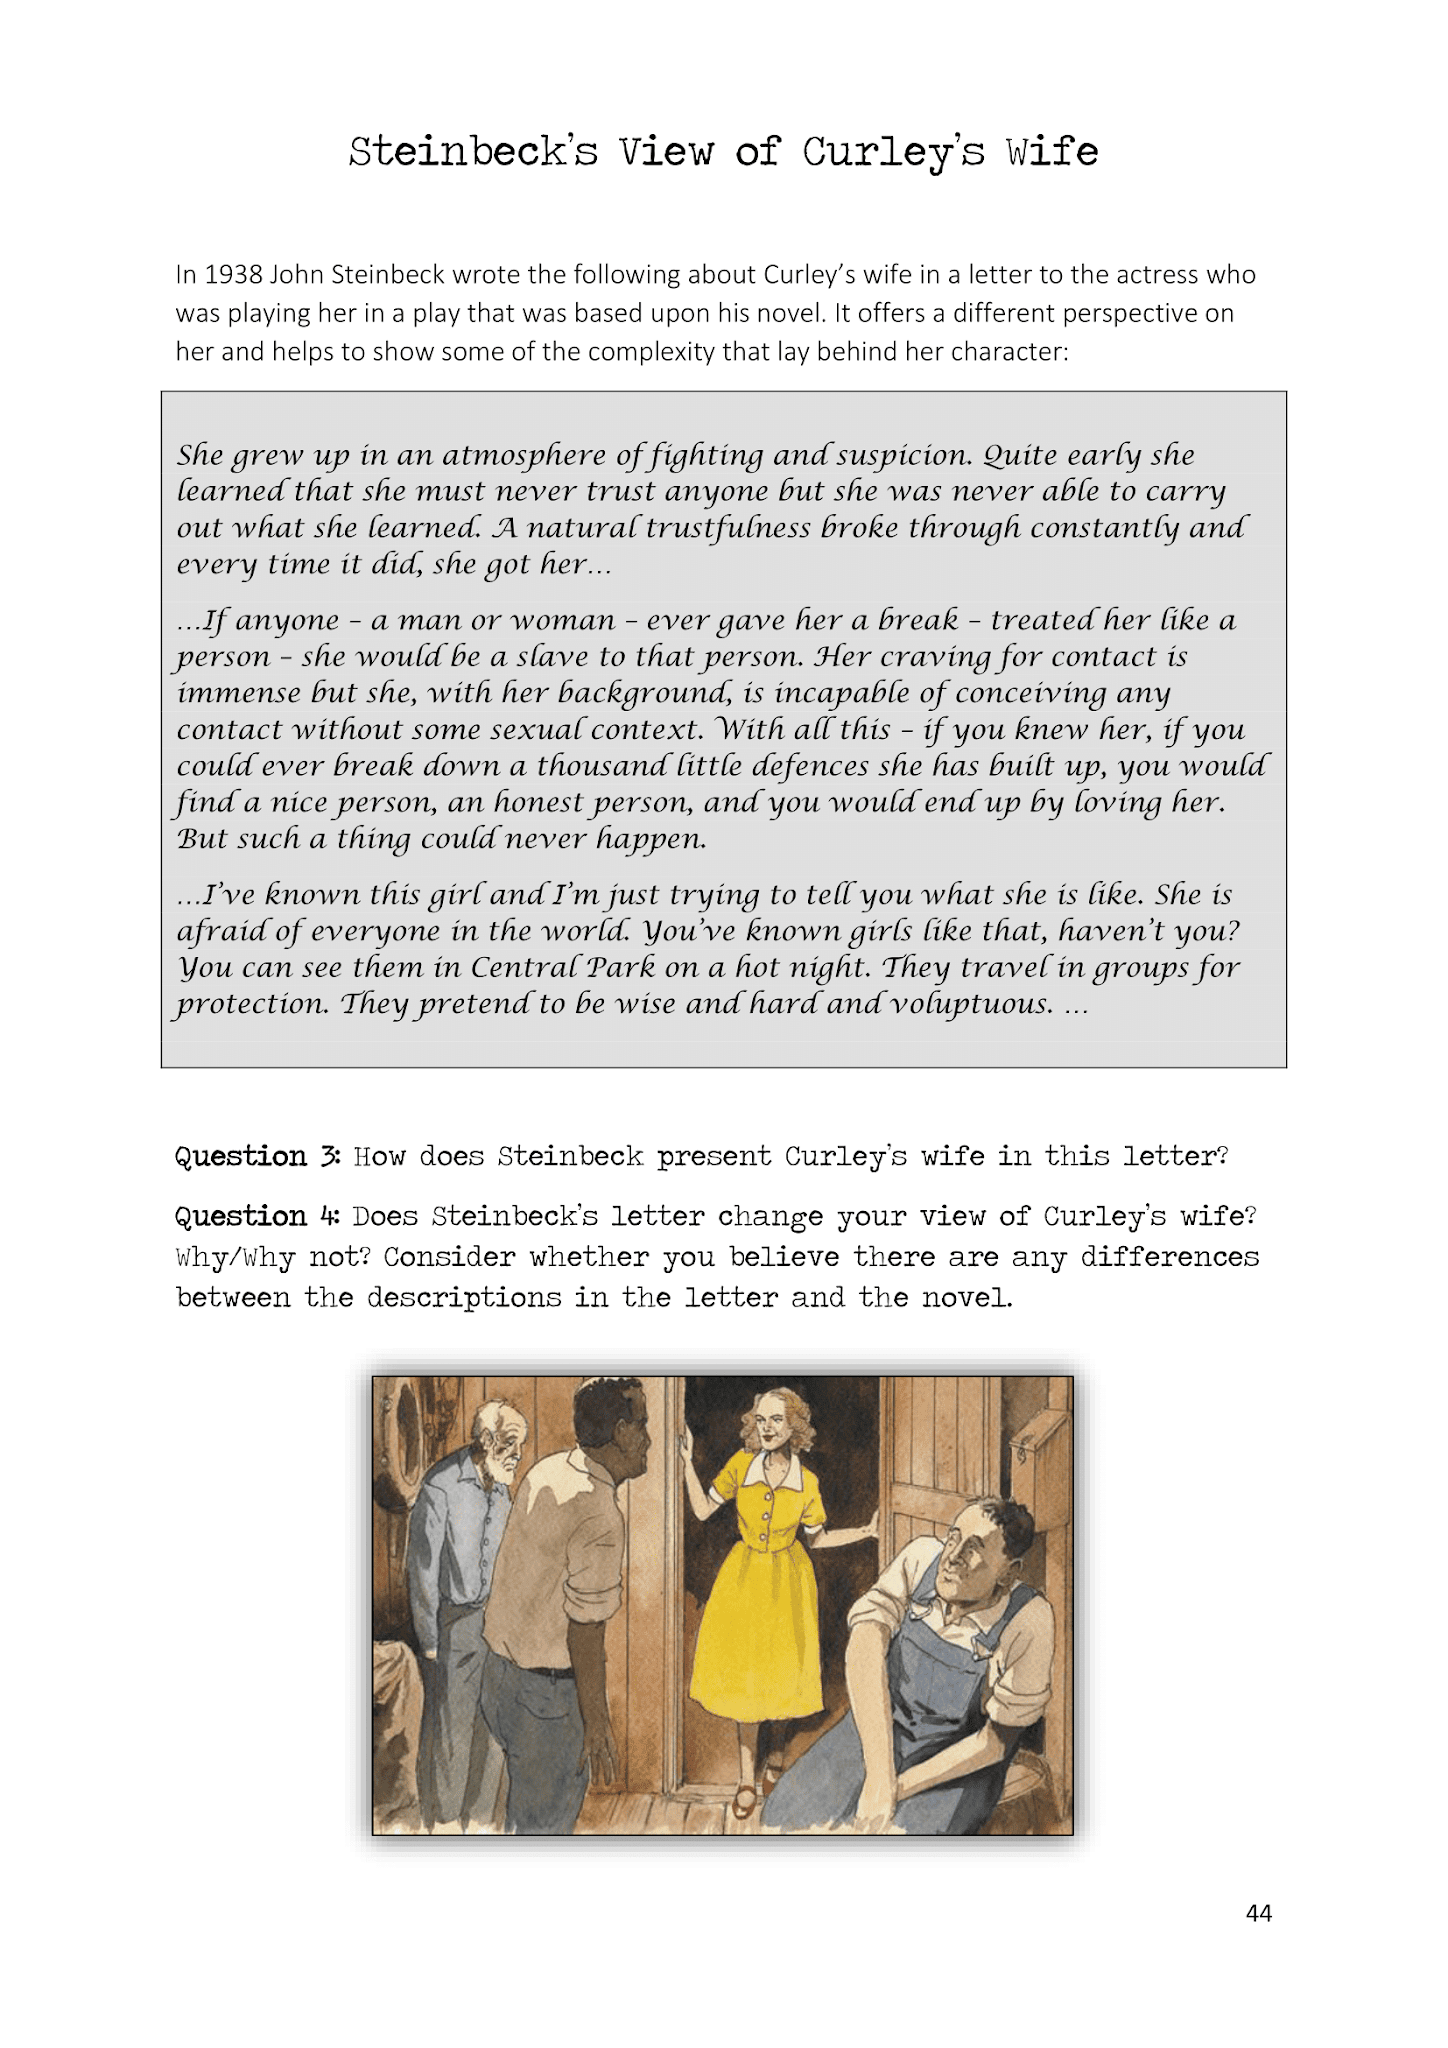 Steinbeck’s View of Curley’s Wife
In 1938 John Steinbeck wrote the following about Curley’s wife in a letter to the actress who
was playing her in a play that was based upon his novel. It offers a different perspective on
her and helps to show some of the complexity that lay behind her character:
She grew up in an atmosphere of fighting and suspicion. Quite early she
learned that she must never trust anyone but she was never able to carry
out what she learned. A natural trustfulness broke through constantly and
every time it did, she got her…
…If anyone – a man or woman – ever gave her a break – treated her like a
person – she would be a slave to that person. Her craving for contact is
immense but she, with her background, is incapable of conceiving any
contact without some sexual context. With all this – if you knew her, if you
could ever break down a thousand little defences she has built up, you would
find a nice person, an honest person, and you would end up by loving her.
But such a thing could never happen.
…I’ve known this girl and I’m just trying to tell you what she is like. She is
afraid of everyone in the world. You’ve known girls like that, haven’t you?
You can see them in Central Park on a hot night. They travel in groups for
protection. They pretend to be wise and hard and voluptuous. …
Question 3: How does Steinbeck present Curley’s wife in this letter?
Question 4: Does Steinbeck’s letter change your view of Curley’s wife?
Why/Why not? Consider whether you believe there are any differences
between the descriptions in the letter and the novel.
44